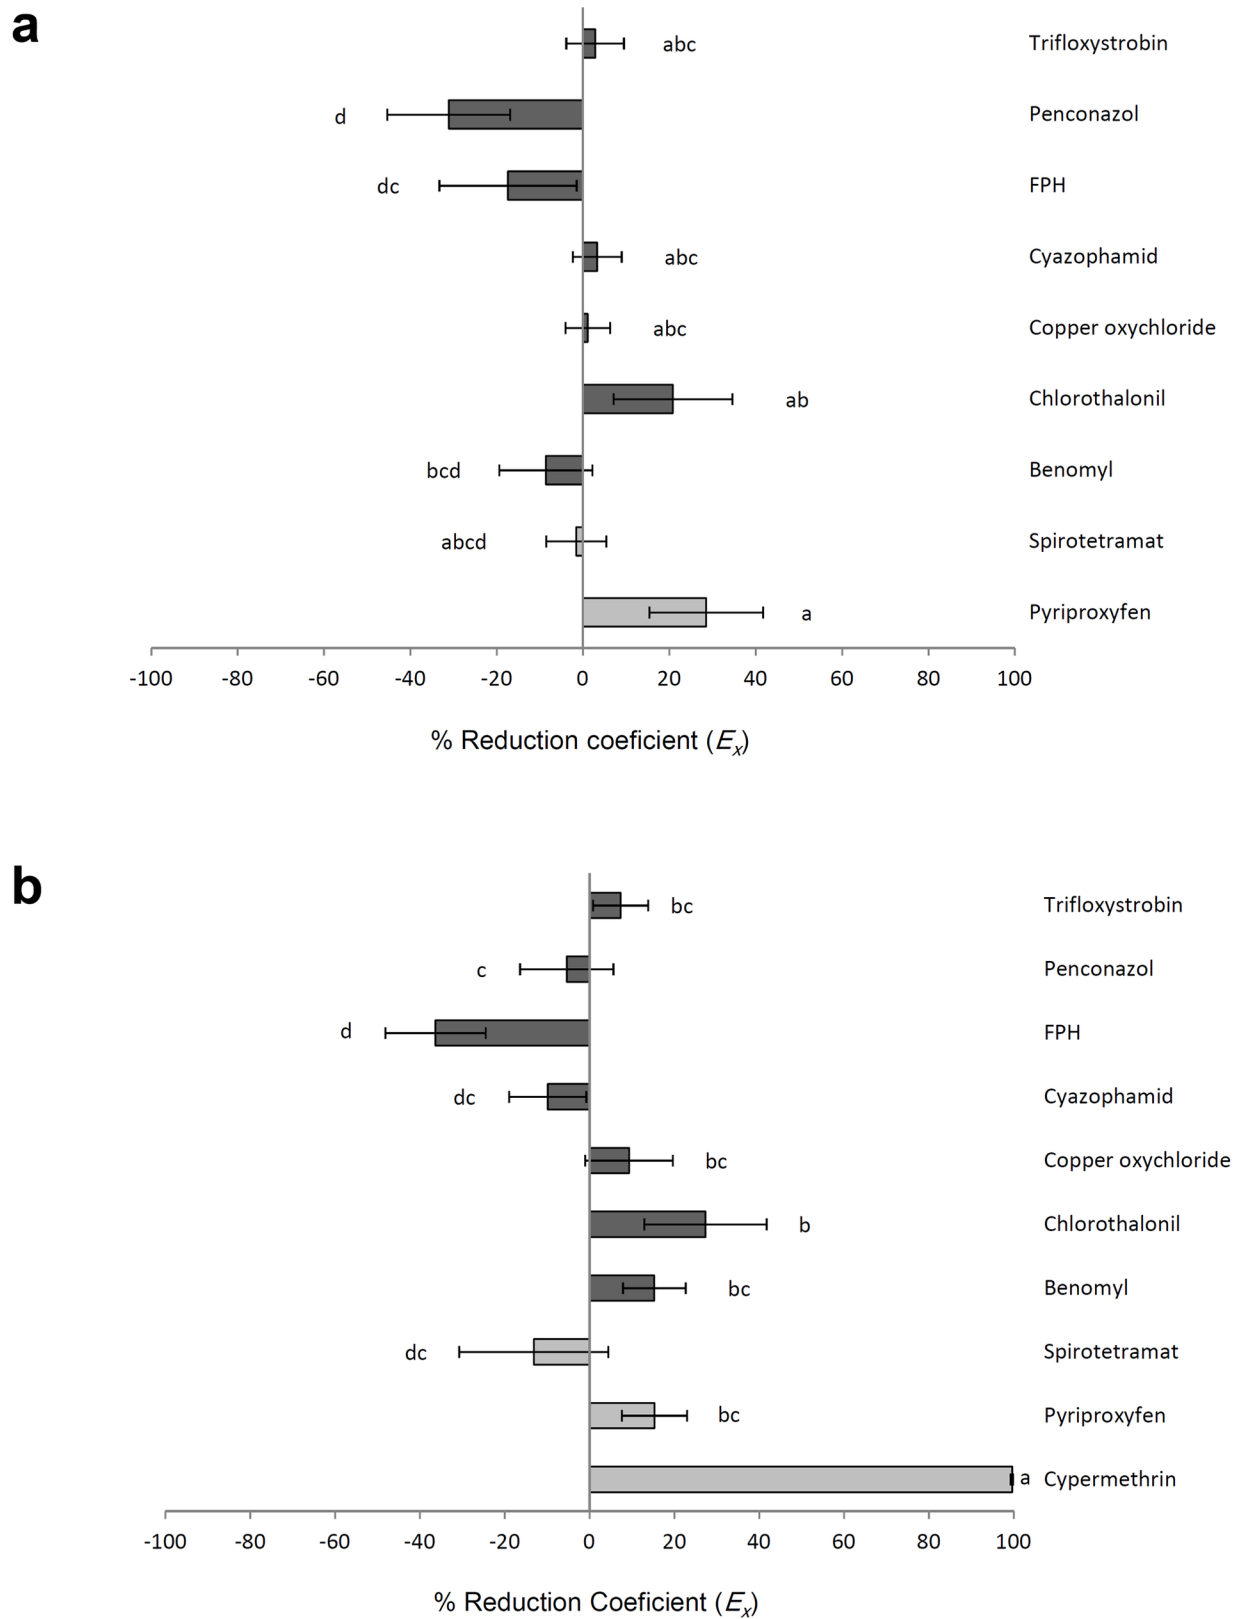 a
abc Trifloxystrobin
d Penconazol
dc FPH
abc Cyazophamid
abc Copper oxychloride
ab Chlorothalonil
bcd Benomyl
abcd Spirotetramat
a Pyriproxyfen
-100 -80 -60 -40 -20 0 20 40 60 80 100
% Reduction coeficient (Ex)
b
bc Trifloxystrobin
c Penconazol
d FPH
dc Cyazophamid
bc Copper oxychloride
b Chlorothalonil
bc Benomyl
dc Spirotetramat
bc Pyriproxyfen
a Cypermethrin
-100 -80 -60 -40 -20 0 20 40 60 80 100
% Reduction Coeficient (Ex)